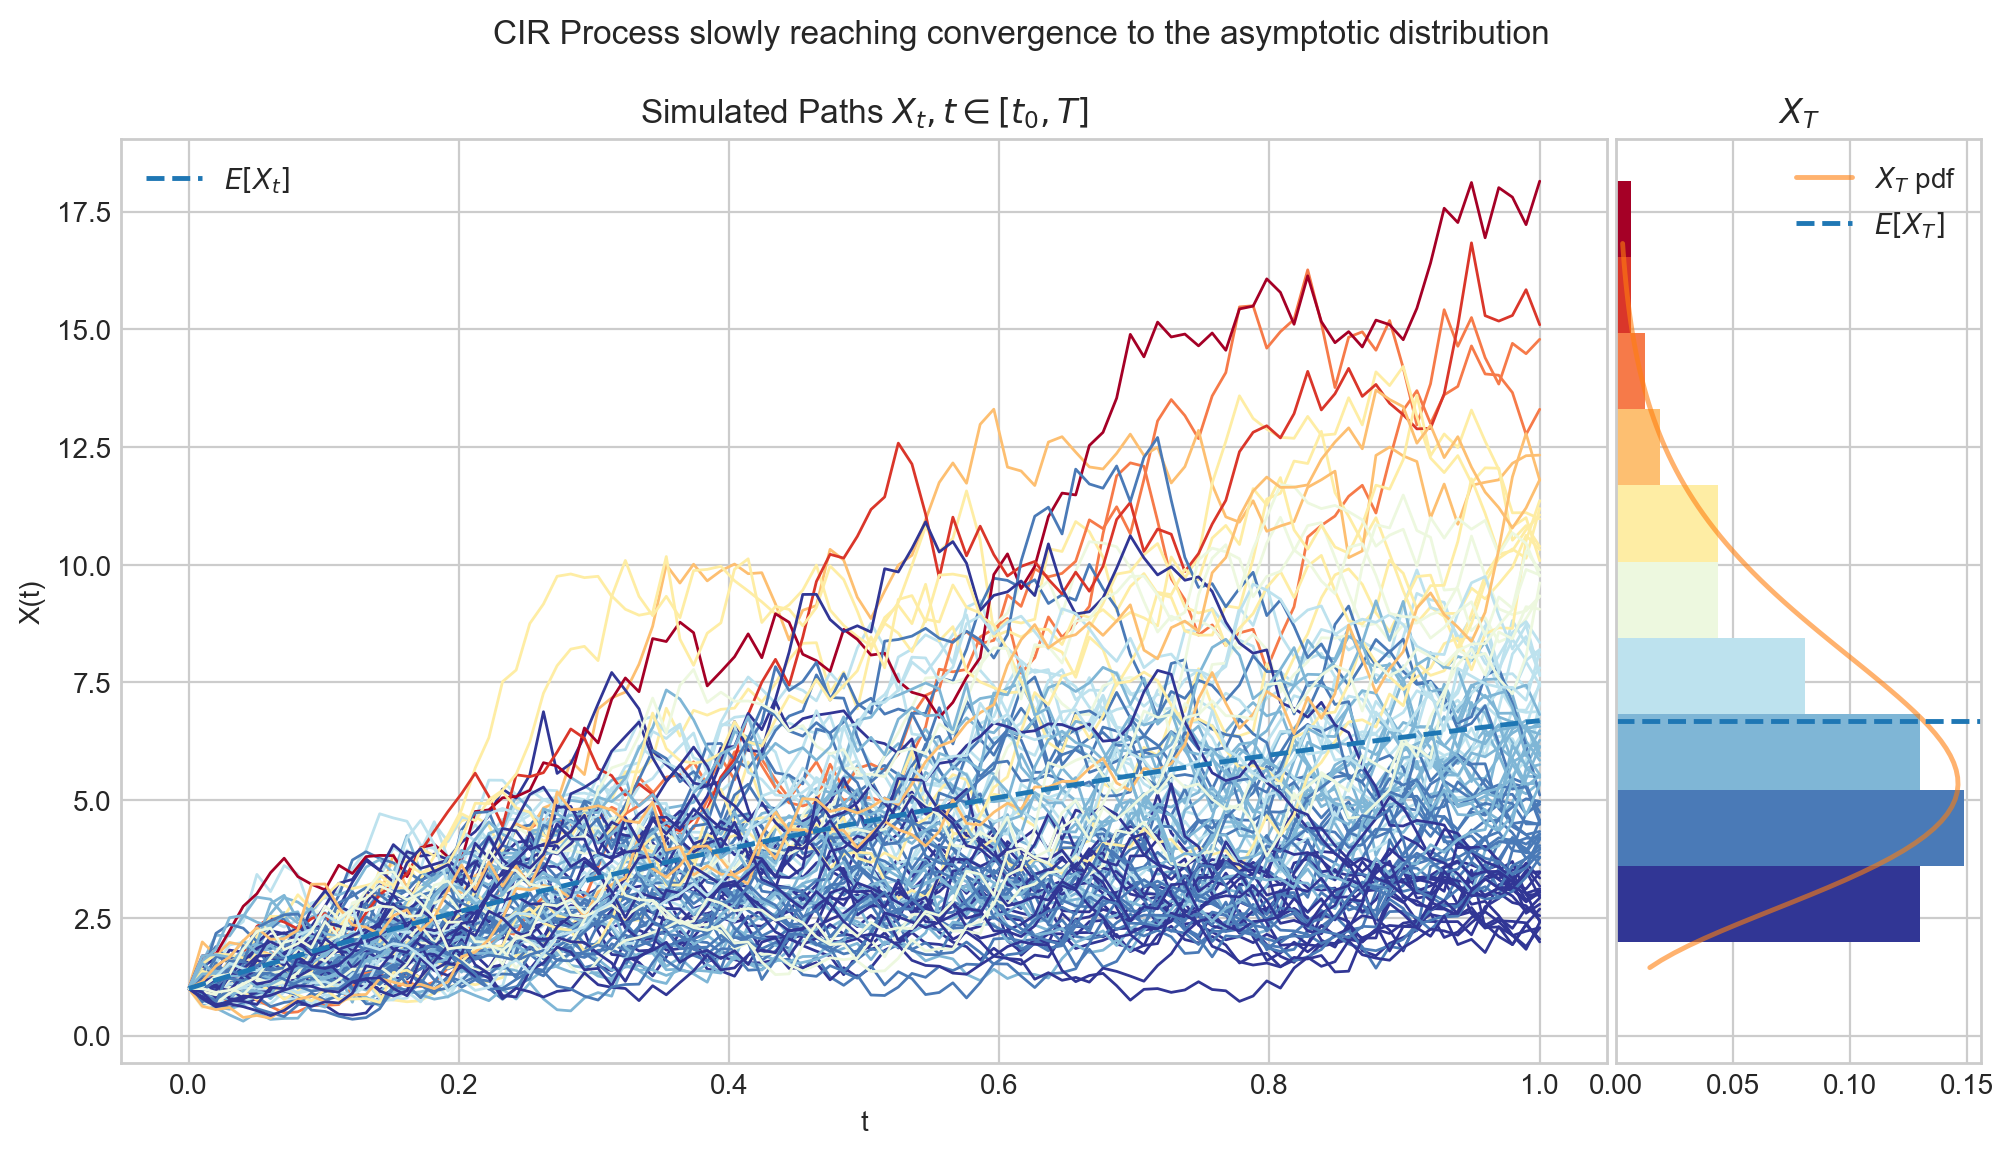 CIR Process slowly reaching convergence to the asymptotic distribution
Simulated Paths $X_t, t \in [t_0, T]$
$X_T$
$E[X_t]$
$X_T$ pdf
$E[X_T]$
17.5
15.0
12.5
10.0
7.5
5.0
2.5
0.0
X(t)
0.0 0.2 0.4 0.6 0.8 1.0
0.00 0.05 0.10 0.15
t